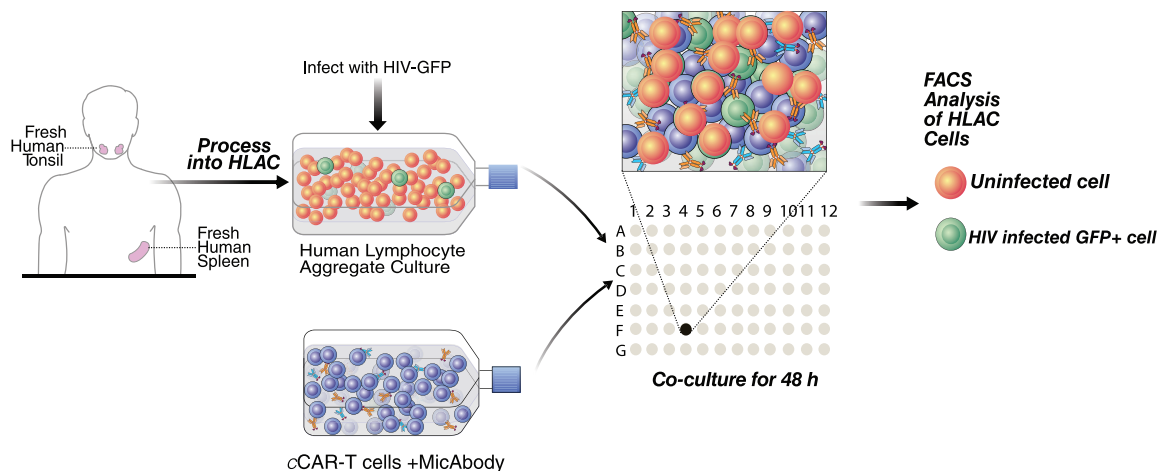 Infect with HIV-GFP
Fresh
Human
Tonsil
Process
into HLAC
Fresh
Human
Spleen
Human Lymphocyte
Aggregate Culture
cCAR-T cells +MicAbody
1 2 3 4 5 6 7 8 9 10 11 12
A
B
C
D
E
F
G
Co-culture for 48 h
FACS
Analysis
of HLAC
Cells
Uninfected cell
HIV infected GFP+ cell